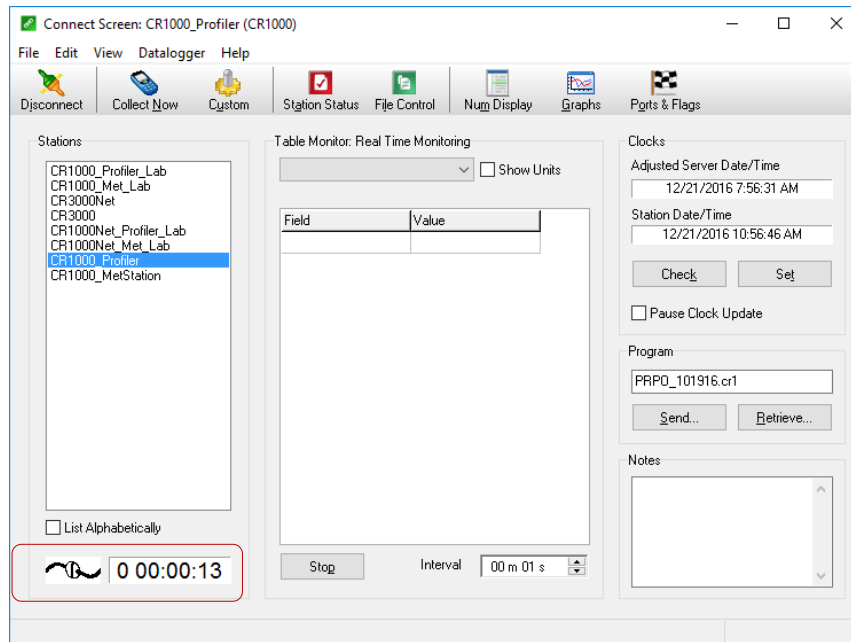 Connect Screen: CR1000_Profiler (CR1000)
File Edit View Datalogger Help
Disconnect Collect Now Custom Station Status File Control Num Display Graphs Ports & Flags
Stations
CR1000_Profiler_Lab
CR1000_Met_Lab
CR3000Net
CR3000
CR1000Net_Profiler_Lab
CR1000Net_Met_Lab
CR1000_Profiler
CR1000_MetStation
List Alphabetically
0 00:00:13
Table Monitor: Real Time Monitoring
Show Units
Field Value
Stop Interval 00 m 01 s
Clocks
Adjusted Server Date/Time
12/21/2016 7:56:31 AM
Station Date/Time
12/21/2016 10:56:46 AM
Check Set
Pause Clock Update
Program
PRPO_101916.cr1
Send... Retrieve...
Notes